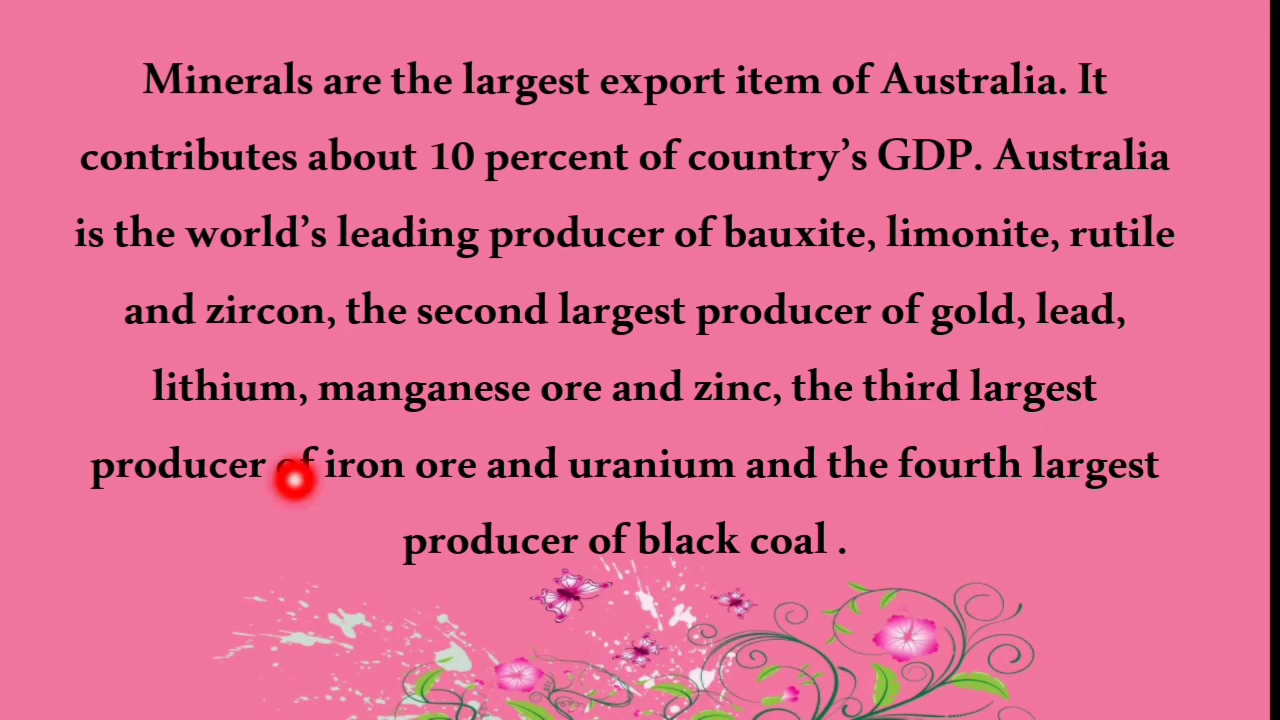 Minerals are the largest export item of Australia. It
contributes about 10 percent of country’s GDP. Australia
is the world’s leading producer of bauxite, limonite, rutile
and zircon, the second largest producer of gold, lead,
lithium, manganese ore and zinc, the third largest
producer of iron ore and uranium and the fourth largest
producer of black coal .